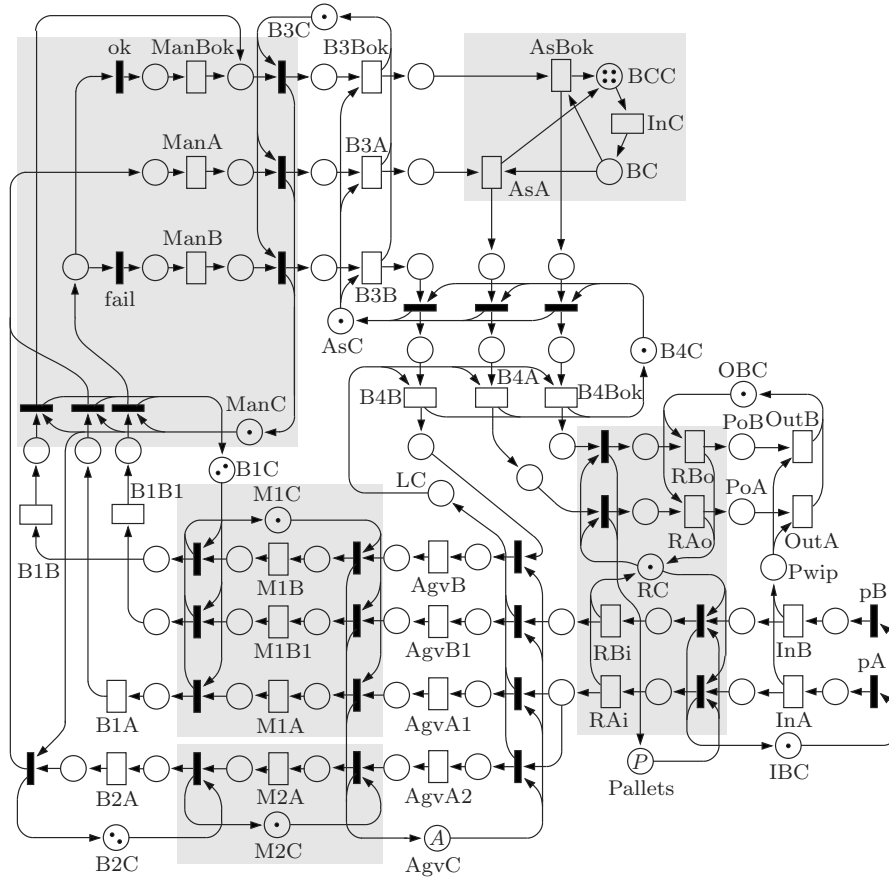 ok ManBok B3C B3Bok AsBok
BCC
InC
ManA B3A
AsA BC
ManB
fail B3B
AsC B4C
B4B B4A B4Bok OBC
ManC PoB OutB
B1C RBo
B1B1 M1C LC PoA
B1B M1B AgvB RAo OutA
RC Pwip
pB
M1B1 AgvB1 RBi InB
pA
B1A M1A AgvA1 RAi InA
IBC
P
B2A M2A AgvA2 Pallets
A
B2C M2C AgvC